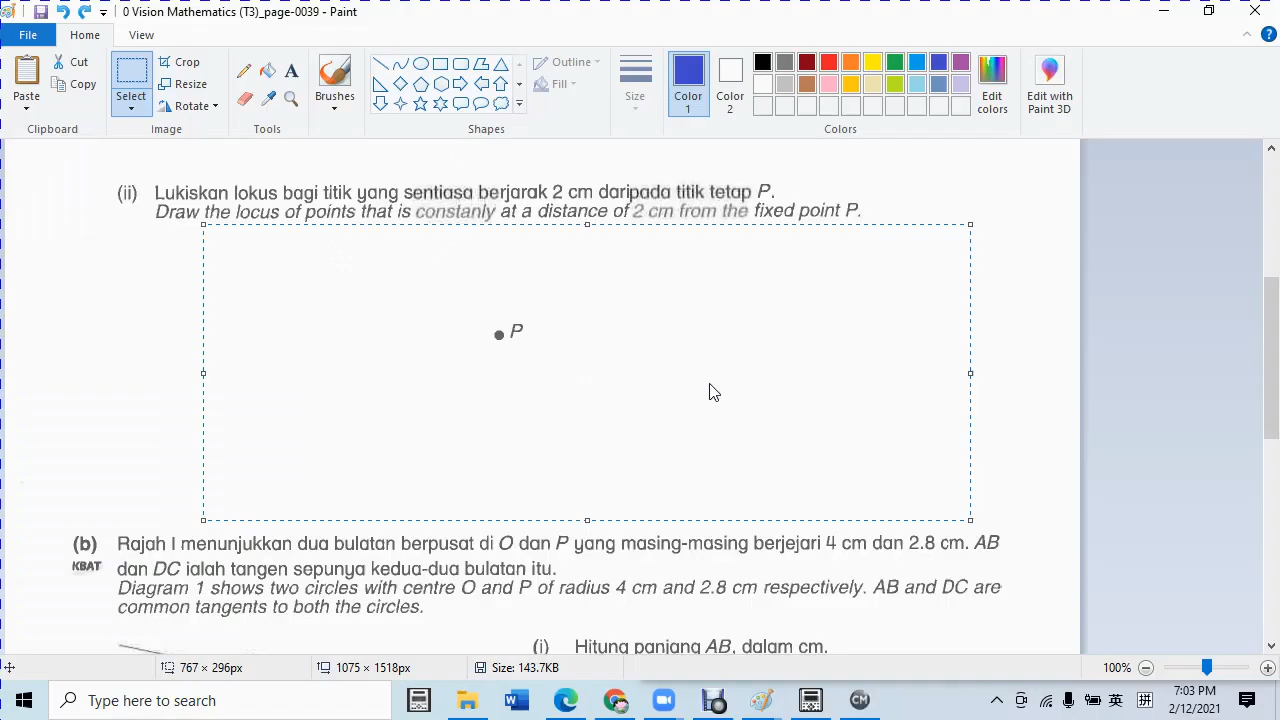 0 Vision Mathematics (T3)_page-0039 - Paint
File Home View
Paste Cut Copy
Clipboard
Select Crop Resize Rotate
Image
A
Tools
Brushes
Shapes
Outline Fill
Size
Color 1
Color 2
Colors
Edit colors
Edit with Paint 3D
(ii) Lukiskan lokus bagi titik yang sentiasa berjarak 2 cm daripada titik tetap P.
Draw the locus of points that is constanly at a distance of 2 cm from the fixed point P.
P
(b) Rajah I menunjukkan dua bulatan berpusat di O dan P yang masing-masing berjejari 4 cm dan 2.8 cm. AB
KBAT dan DC ialah tangen sepunya kedua-dua bulatan itu.
Diagram 1 shows two circles with centre O and P of radius 4 cm and 2.8 cm respectively. AB and DC are
common tangents to both the circles.
(i) Hitung panjang AB, dalam cm.
767 × 296px 1075 × 1518px Size: 143.7KB 100%
Type here to search
CM
英 拼
7:03 PM
2/12/2021